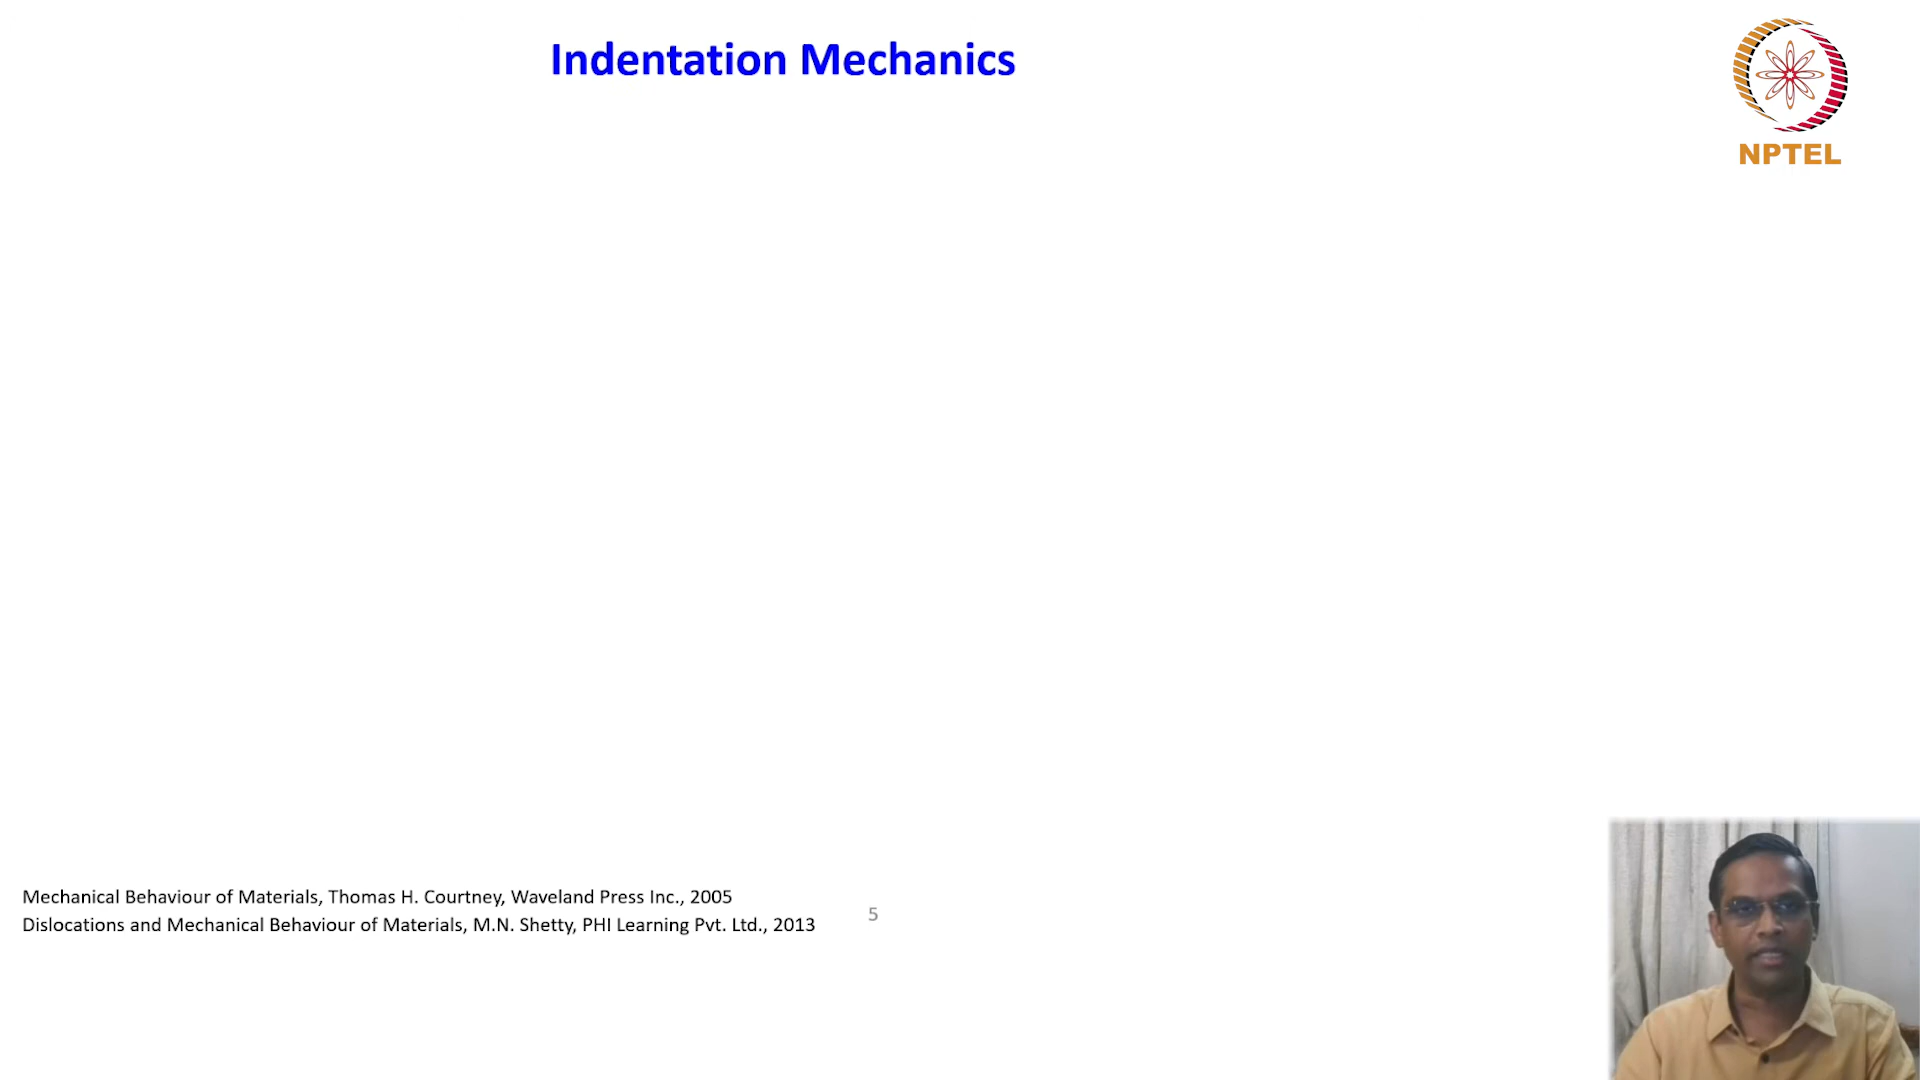 Indentation Mechanics
NPTEL
Mechanical Behaviour of Materials, Thomas H. Courtney, Waveland Press Inc., 2005
Dislocations and Mechanical Behaviour of Materials, M.N. Shetty, PHI Learning Pvt. Ltd., 2013
5